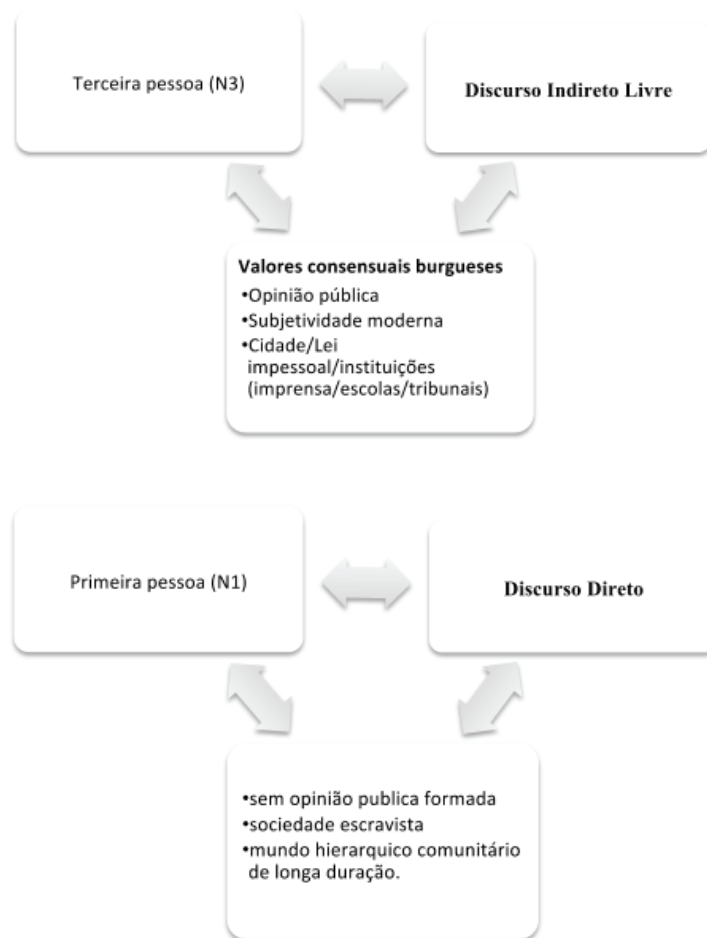 Terceira pessoa (N3)
Discurso Indireto Livre
Valores consensuais burgueses
•Opinião pública
•Subjetividade moderna
•Cidade/Lei
impessoal/instituições
(imprensa/escolas/tribunais)
Primeira pessoa (N1)
Discurso Direto
•sem opinião publica formada
•sociedade escravista
•mundo hierarquico comunitário
de longa duração.